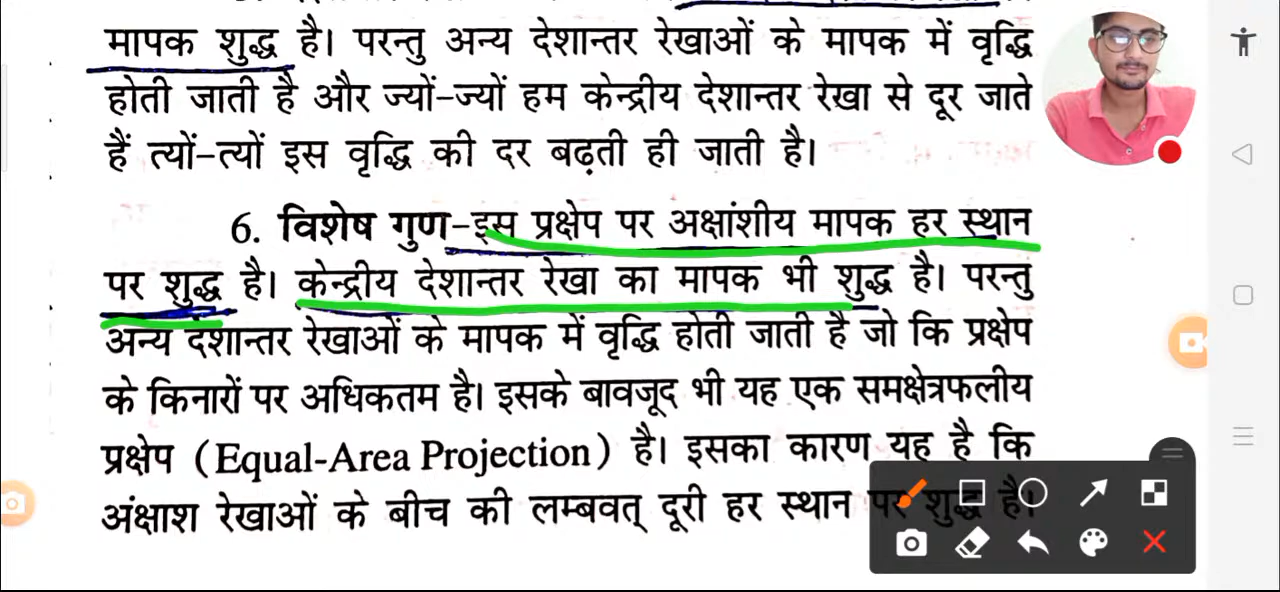 मापक शुद्ध है। परन्तु अन्य देशान्तर रेखाओं के मापक में वृद्धि
होती जाती है और ज्यों-ज्यों हम केन्द्रीय देशान्तर रेखा से दूर जाते
हैं त्यों-त्यों इस वृद्धि की दर बढ़ती ही जाती है।
6. विशेष गुण-इस प्रक्षेप पर अक्षांशीय मापक हर स्थान
पर शुद्ध है। केन्द्रीय देशान्तर रेखा का मापक भी शुद्ध है। परन्तु
अन्य देशान्तर रेखाओं के मापक में वृद्धि होती जाती है जो कि प्रक्षेप
के किनारों पर अधिकतम है। इसके बावजूद भी यह एक समक्षेत्रफलीय
प्रक्षेप (Equal-Area Projection) है। इसका कारण यह है कि
अंक्षाश रेखाओं के बीच की लम्बवत् दूरी हर स्थान पर शुद्ध है।